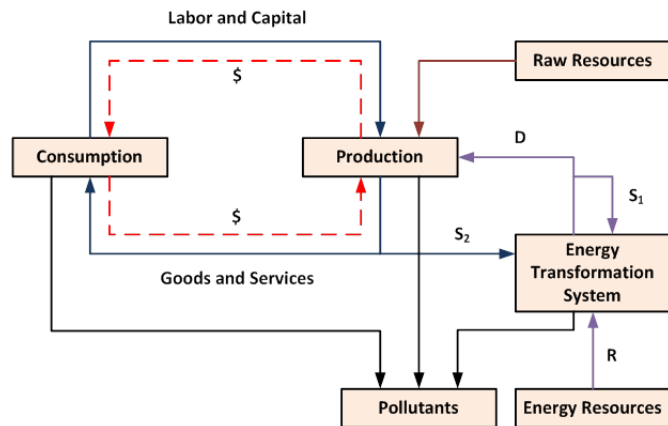 Labor and Capital
$
Raw Resources
Consumption
Production
D
S1
$
S2
Goods and Services
Energy
Transformation
System
R
Pollutants
Energy Resources